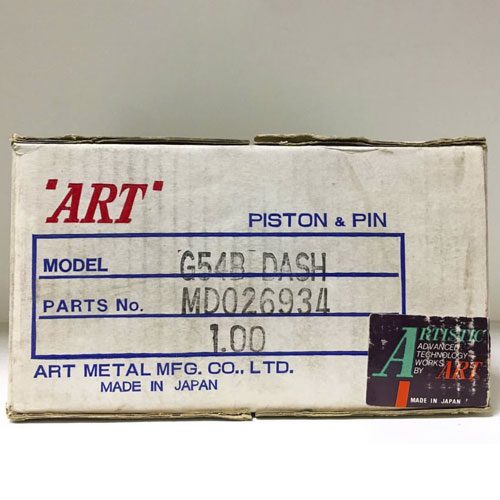 "ART"
PISTON & PIN
MODEL G54B DASH
PARTS No. MD026934
1.00
ART METAL MFG. CO., LTD.
MADE IN JAPAN
ARTISTIC
ADVANCED
TECHNOLOGY
WORKS
BY ART
MADE IN JAPAN